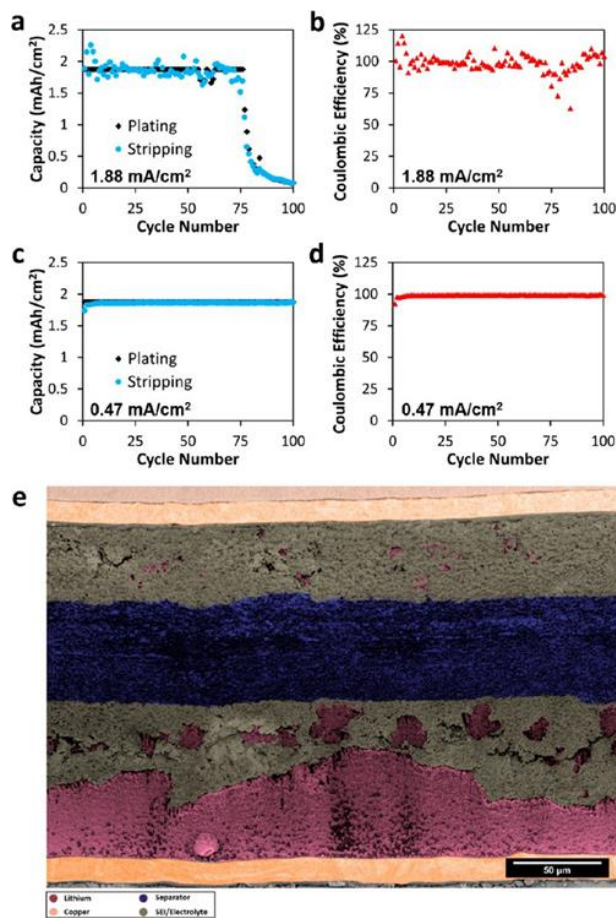 a
b
Capacity (mAh/cm²)
2.5
2
1.5
1
0.5
0
Plating
Stripping
1.88 mA/cm²
0 25 50 75 100
Cycle Number
Coulombic Efficiency (%)
125
100
75
50
25
0
1.88 mA/cm²
0 25 50 75 100
Cycle Number
c
d
Capacity (mAh/cm²)
2.5
2
1.5
1
0.5
0
Plating
Stripping
0.47 mA/cm²
0 25 50 75 100
Cycle Number
Coulombic Efficiency (%)
125
100
75
50
25
0
0.47 mA/cm²
0 25 50 75 100
Cycle Number
e
50 µm
Lithium Separator
Copper SEI/Electrolyte